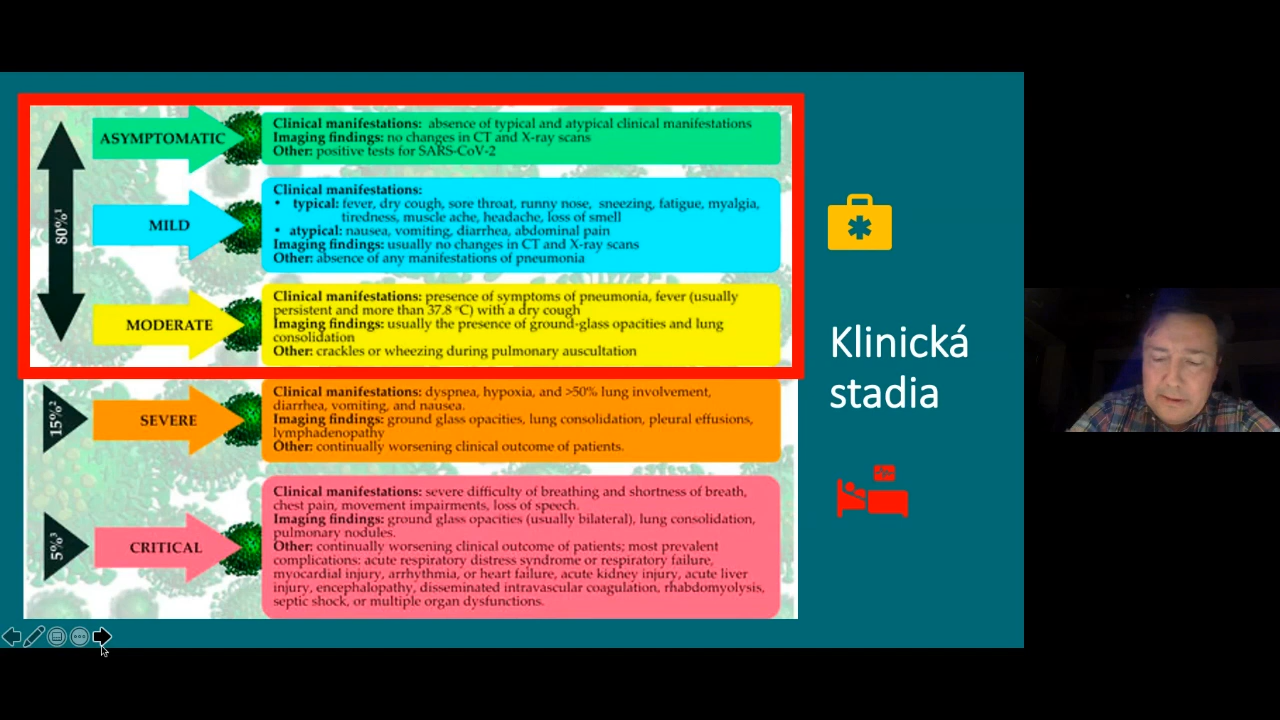 80%¹
ASYMPTOMATIC
Clinical manifestations: absence of typical and atypical clinical manifestations
Imaging findings: no changes in CT and X-ray scans
Other: positive tests for SARS-CoV-2
MILD
Clinical manifestations:
• typical: fever, dry cough, sore throat, runny nose, sneezing, fatigue, myalgia,
tiredness, muscle ache, headache, loss of smell
• atypical: nausea, vomiting, diarrhea, abdominal pain
Imaging findings: usually no changes in CT and X-ray scans
Other: absence of any manifestations of pneumonia
MODERATE
Clinical manifestations: presence of symptoms of pneumonia, fever (usually
persistent and more than 37.8 °C) with a dry cough
Imaging findings: usually the presence of ground-glass opacities and lung
consolidation
Other: crackles or wheezing during pulmonary auscultation
15%²
SEVERE
Clinical manifestations: dyspnea, hypoxia, and >50% lung involvement,
diarrhea, vomiting, and nausea.
Imaging findings: ground glass opacities, lung consolidation, pleural effusions,
lymphadenopathy
Other: continually worsening clinical outcome of patients.
5%³
CRITICAL
Clinical manifestations: severe difficulty of breathing and shortness of breath,
chest pain, movement impairments, loss of speech.
Imaging findings: ground glass opacities (usually bilateral), lung consolidation,
pulmonary nodules.
Other: continually worsening clinical outcome of patients; most prevalent
complications: acute respiratory distress syndrome or respiratory failure,
myocardial injury, arrhythmia, or heart failure, acute kidney injury, acute liver
injury, encephalopathy, disseminated intravascular coagulation, rhabdomyolysis,
septic shock, or multiple organ dysfunctions.
Klinická
stadia